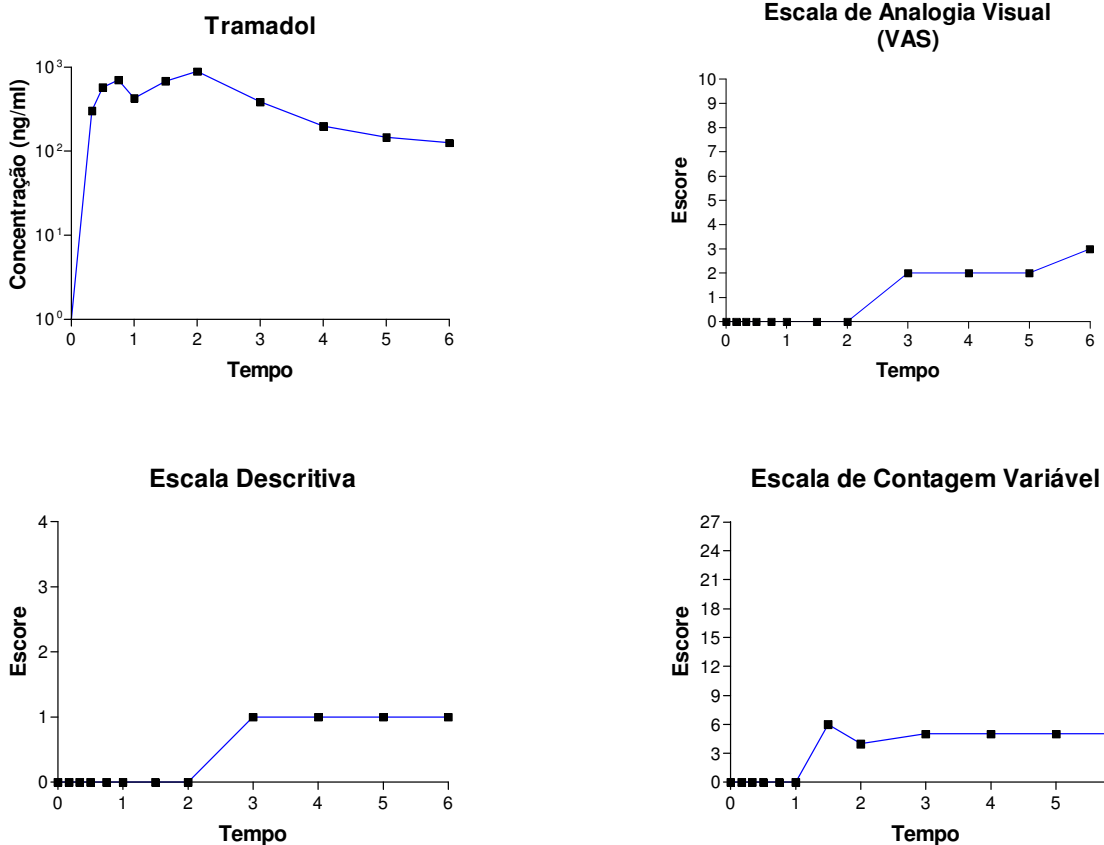 Tramadol
Concentração (ng/ml)
10³
10²
10¹
10⁰
0 1 2 3 4 5 6
Tempo
Escala de Analogia Visual
(VAS)
Escore
10
9
8
7
6
5
4
3
2
1
0
0 1 2 3 4 5 6
Tempo
Escala Descritiva
Escore
4
3
2
1
0
0 1 2 3 4 5 6
Tempo
Escala de Contagem Variável
Escore
27
24
21
18
15
12
9
6
3
0
0 1 2 3 4 5
Tempo